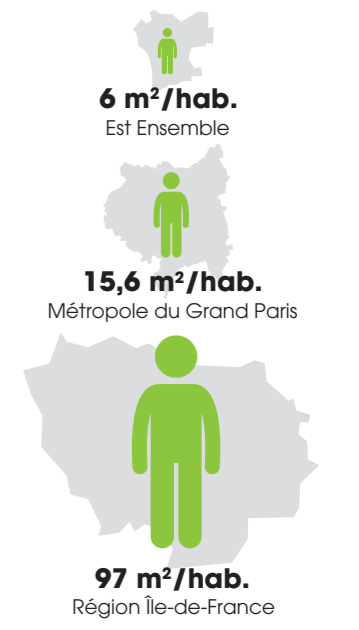 6 m²/hab.
Est Ensemble
15,6 m²/hab.
Métropole du Grand Paris
97 m²/hab.
Région Île-de-France